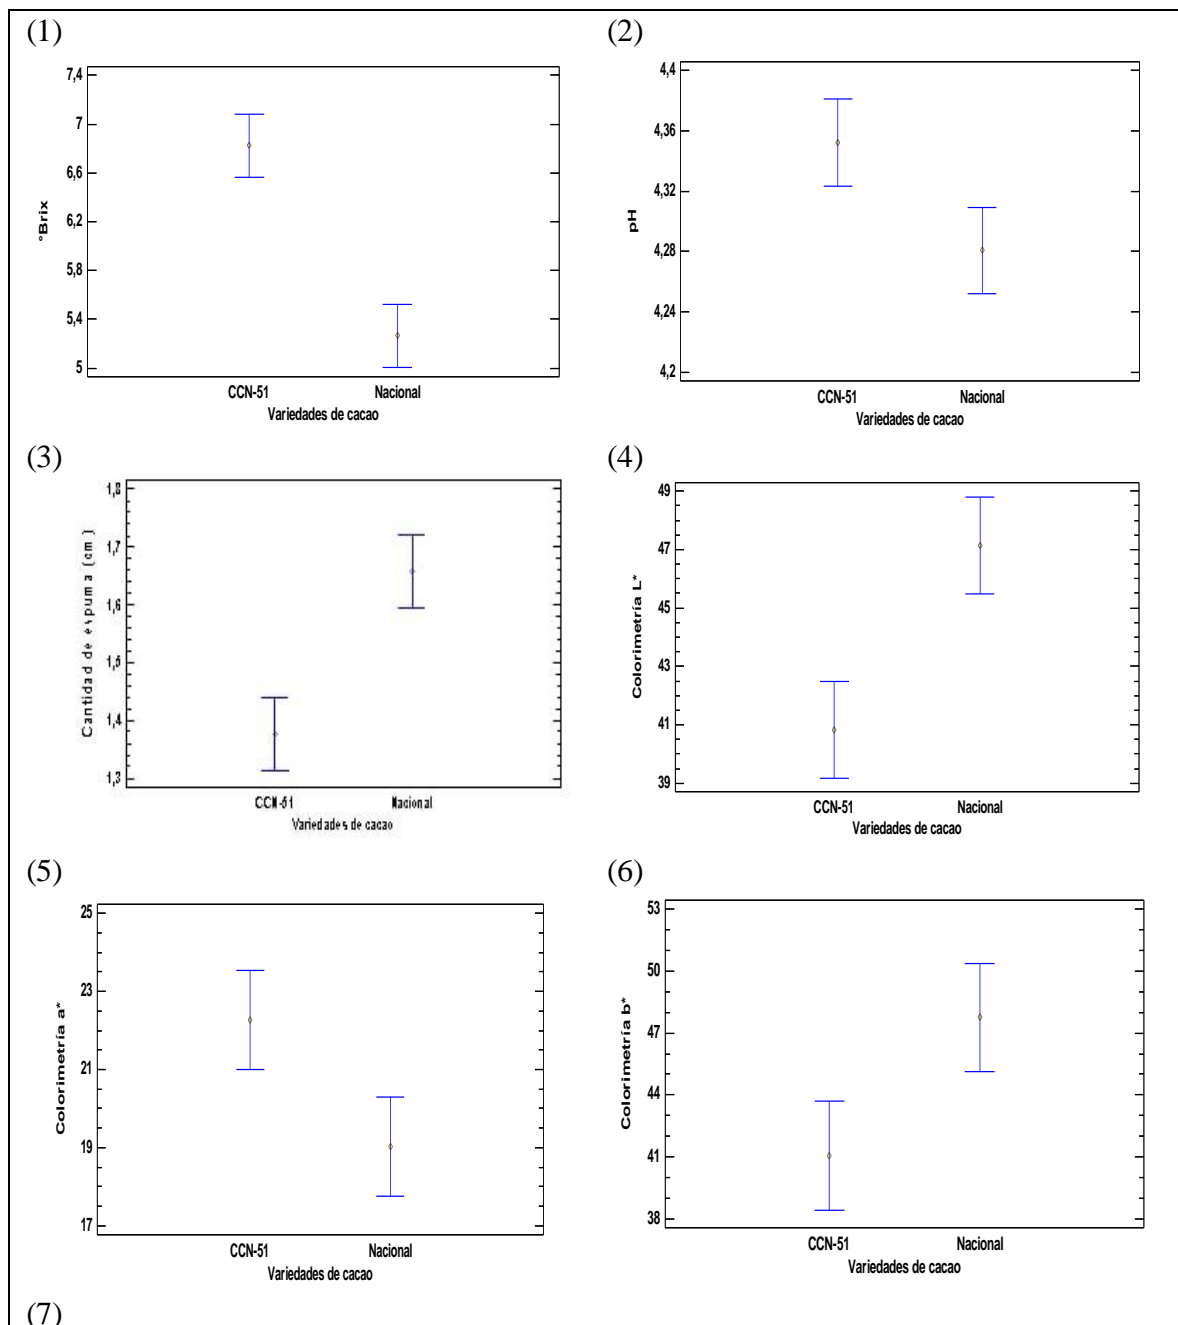 (1)
7,4
7
6,6
6,2
5,8
5,4
5
°Brix
CCN-51 Nacional
Variedades de cacao
(2)
4,4
4,36
4,32
4,28
4,24
4,2
pH
CCN-51 Nacional
Variedades de cacao
(3)
1,8
1,7
1,6
1,5
1,4
1,3
Cantidad de espuma (cm)
CCN-51 Nacional
Variedades de cacao
(4)
49
47
45
43
41
39
Colorimetría L*
CCN-51 Nacional
Variedades de cacao
(5)
25
23
21
19
17
Colorimetría a*
CCN-51 Nacional
Variedades de cacao
(6)
53
50
47
44
41
38
Colorimetría b*
CCN-51 Nacional
Variedades de cacao
(7)